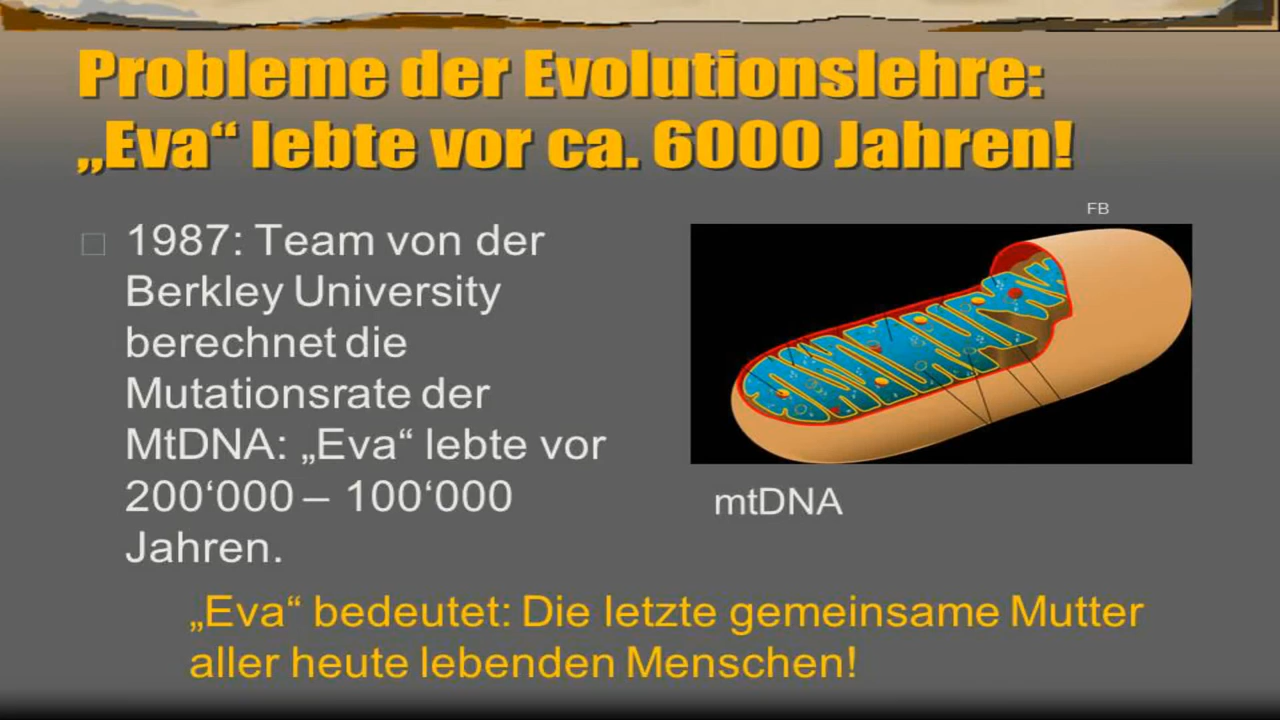 Probleme der Evolutionslehre:
„Eva“ lebte vor ca. 6000 Jahren!
FB
1987: Team von der
Berkley University
berechnet die
Mutationsrate der
MtDNA: „Eva“ lebte vor
200‘000 – 100‘000
Jahren.
mtDNA
„Eva“ bedeutet: Die letzte gemeinsame Mutter
aller heute lebenden Menschen!